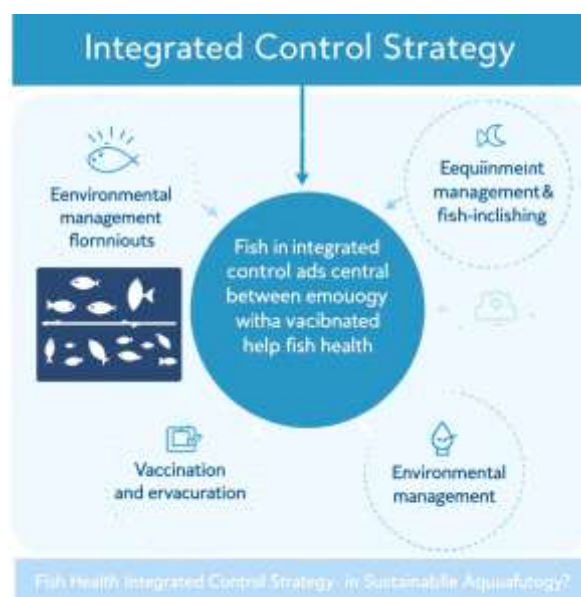 Integrated Control Strategy
Eenvironmental
management
flornniouts
Eequiinmeint
management &
fish-inclishing
Fish in integrated
control ads central
between emouogy
witha vacibnated
help fish health
Vaccination
and ervacuration
Environmental
management
Fish Health Integrated Control Strategy in Sustainabilie Aquafutogy?